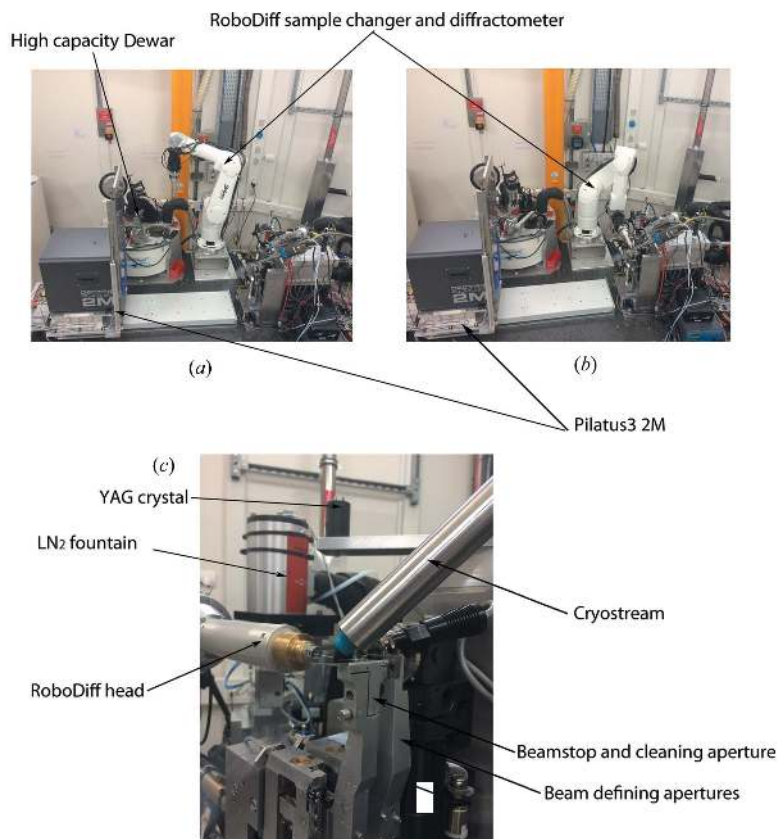 RoboDiff sample changer and diffractometer
High capacity Dewar
2M
2M
(a)
(b)
Pilatus3 2M
(c)
YAG crystal
LN2 fountain
Cryostream
RoboDiff head
Beamstop and cleaning aperture
Beam defining apertures